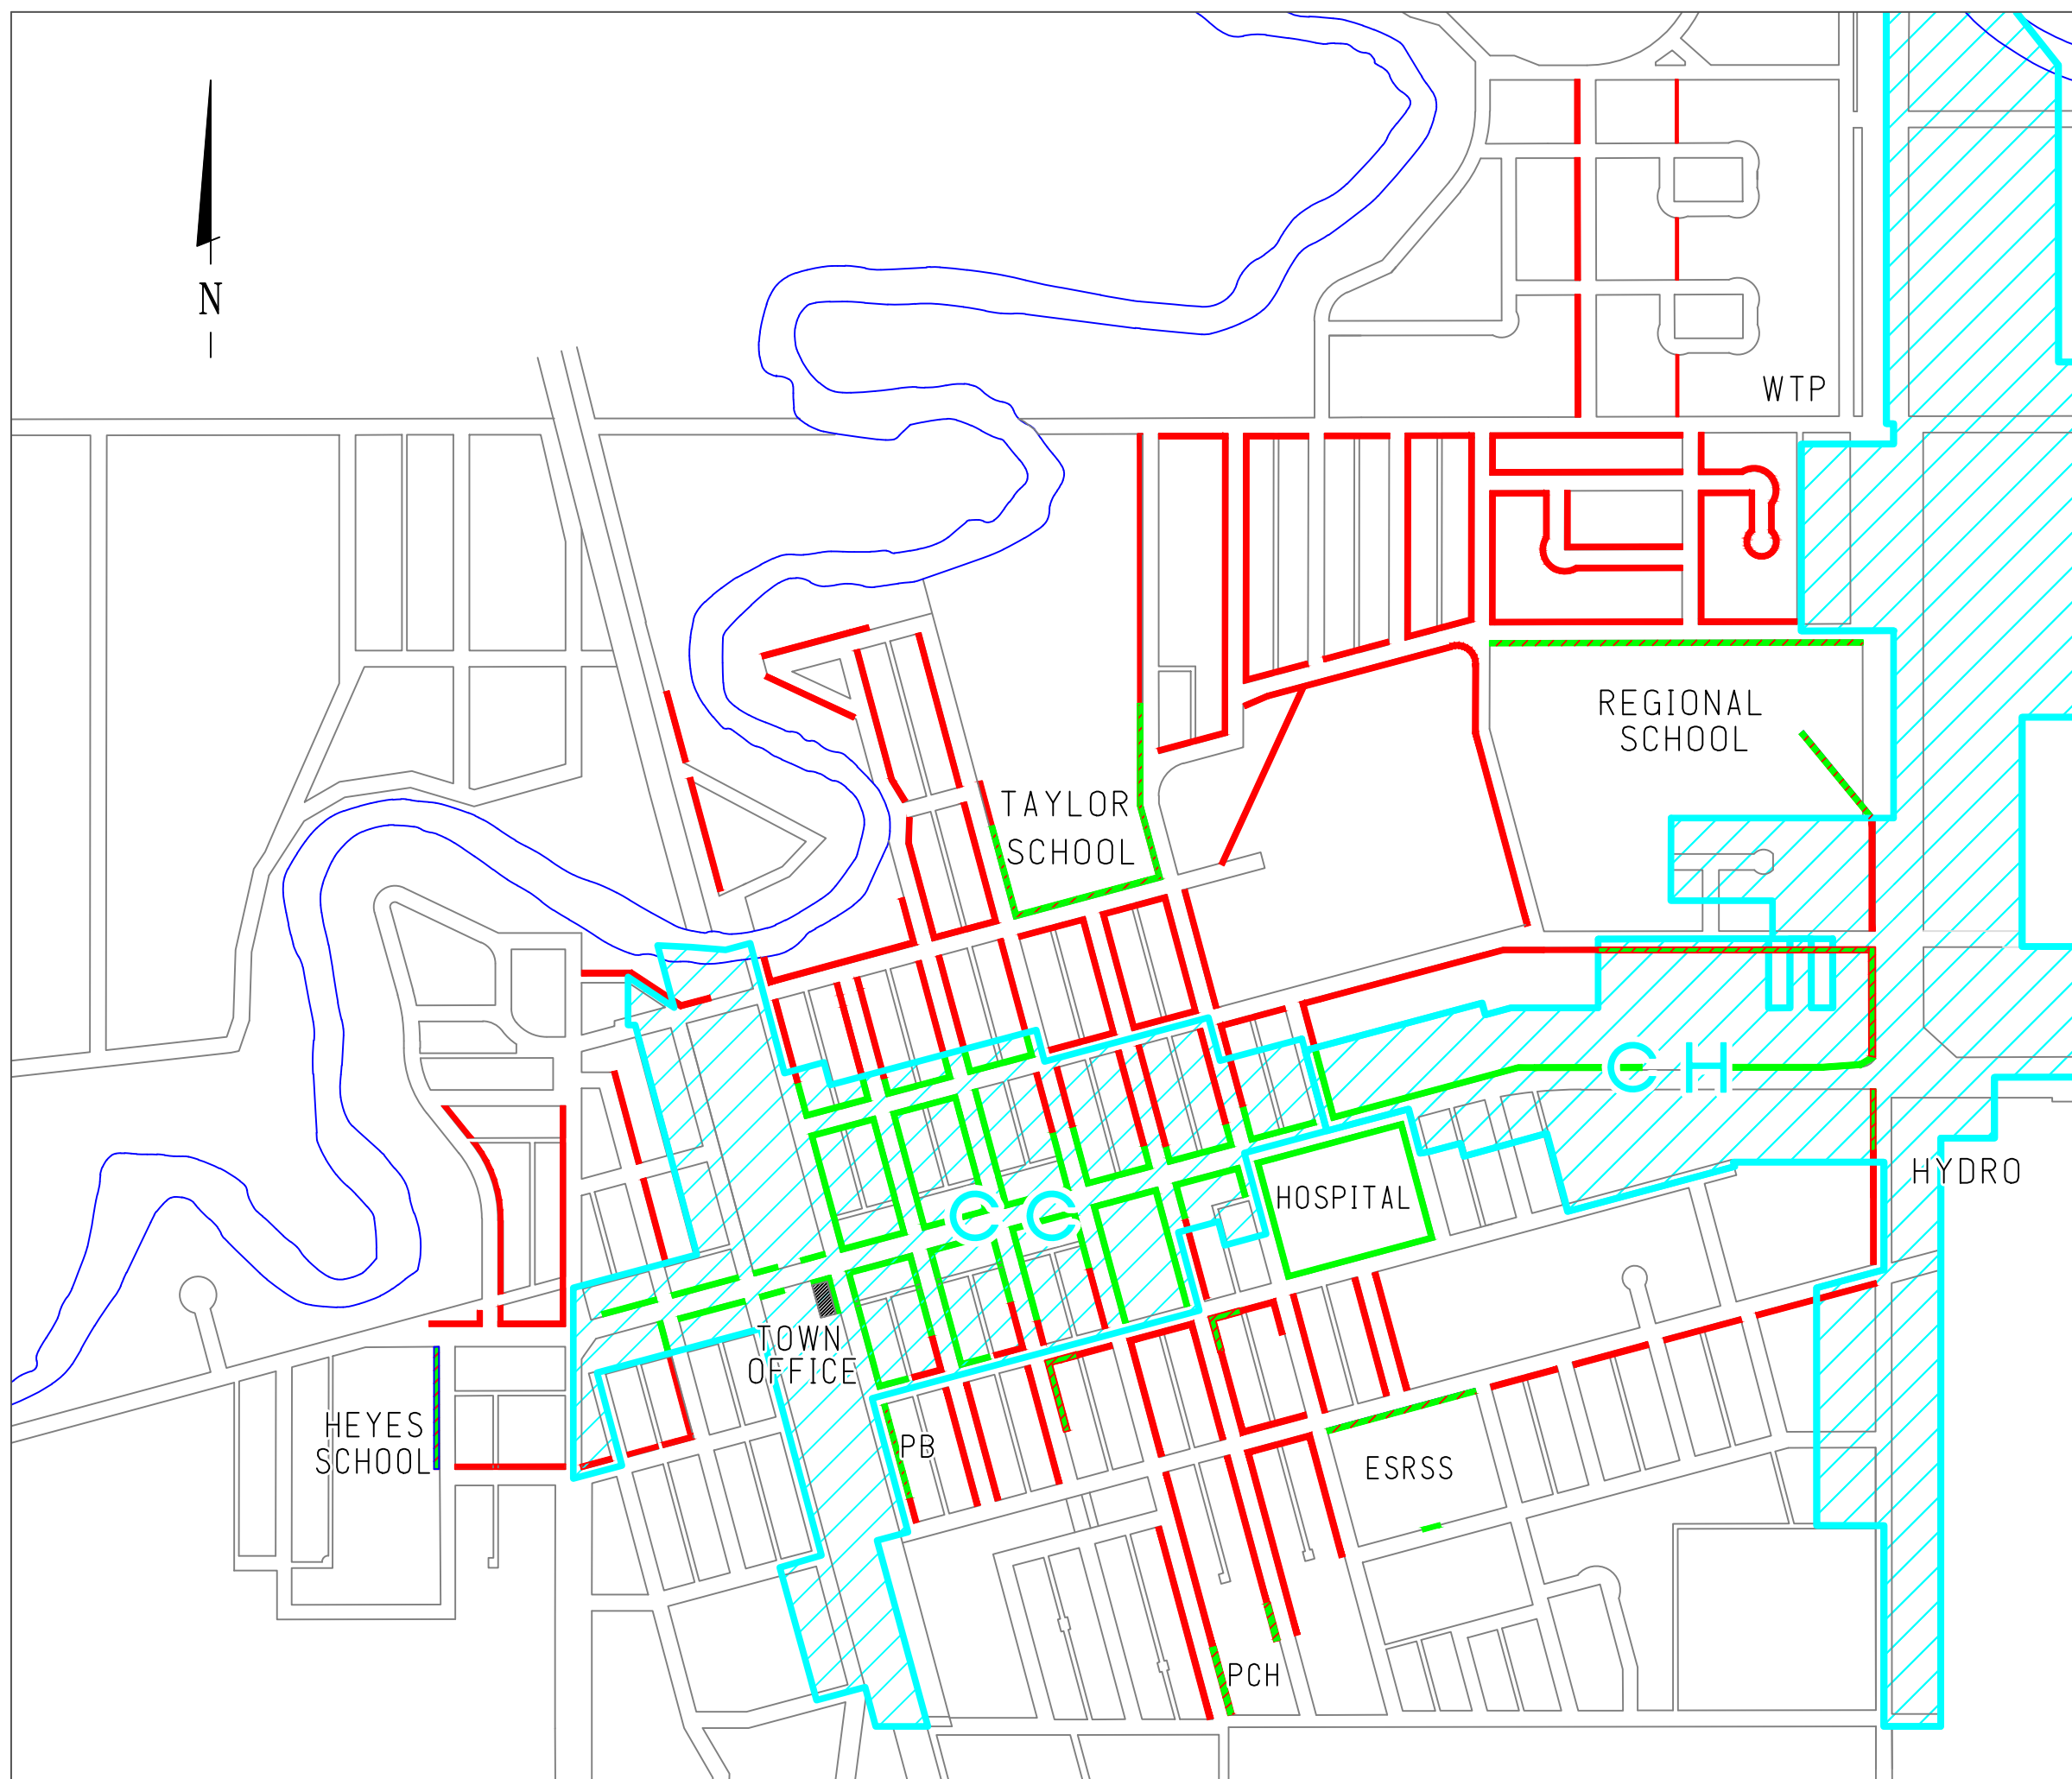 N
WTP
REGIONAL
SCHOOL
TAYLOR
SCHOOL
CH
HYDRO
HOSPITAL
CC
TOWN
OFFICE
HEYES
SCHOOL
PB
ESRSS
PCH